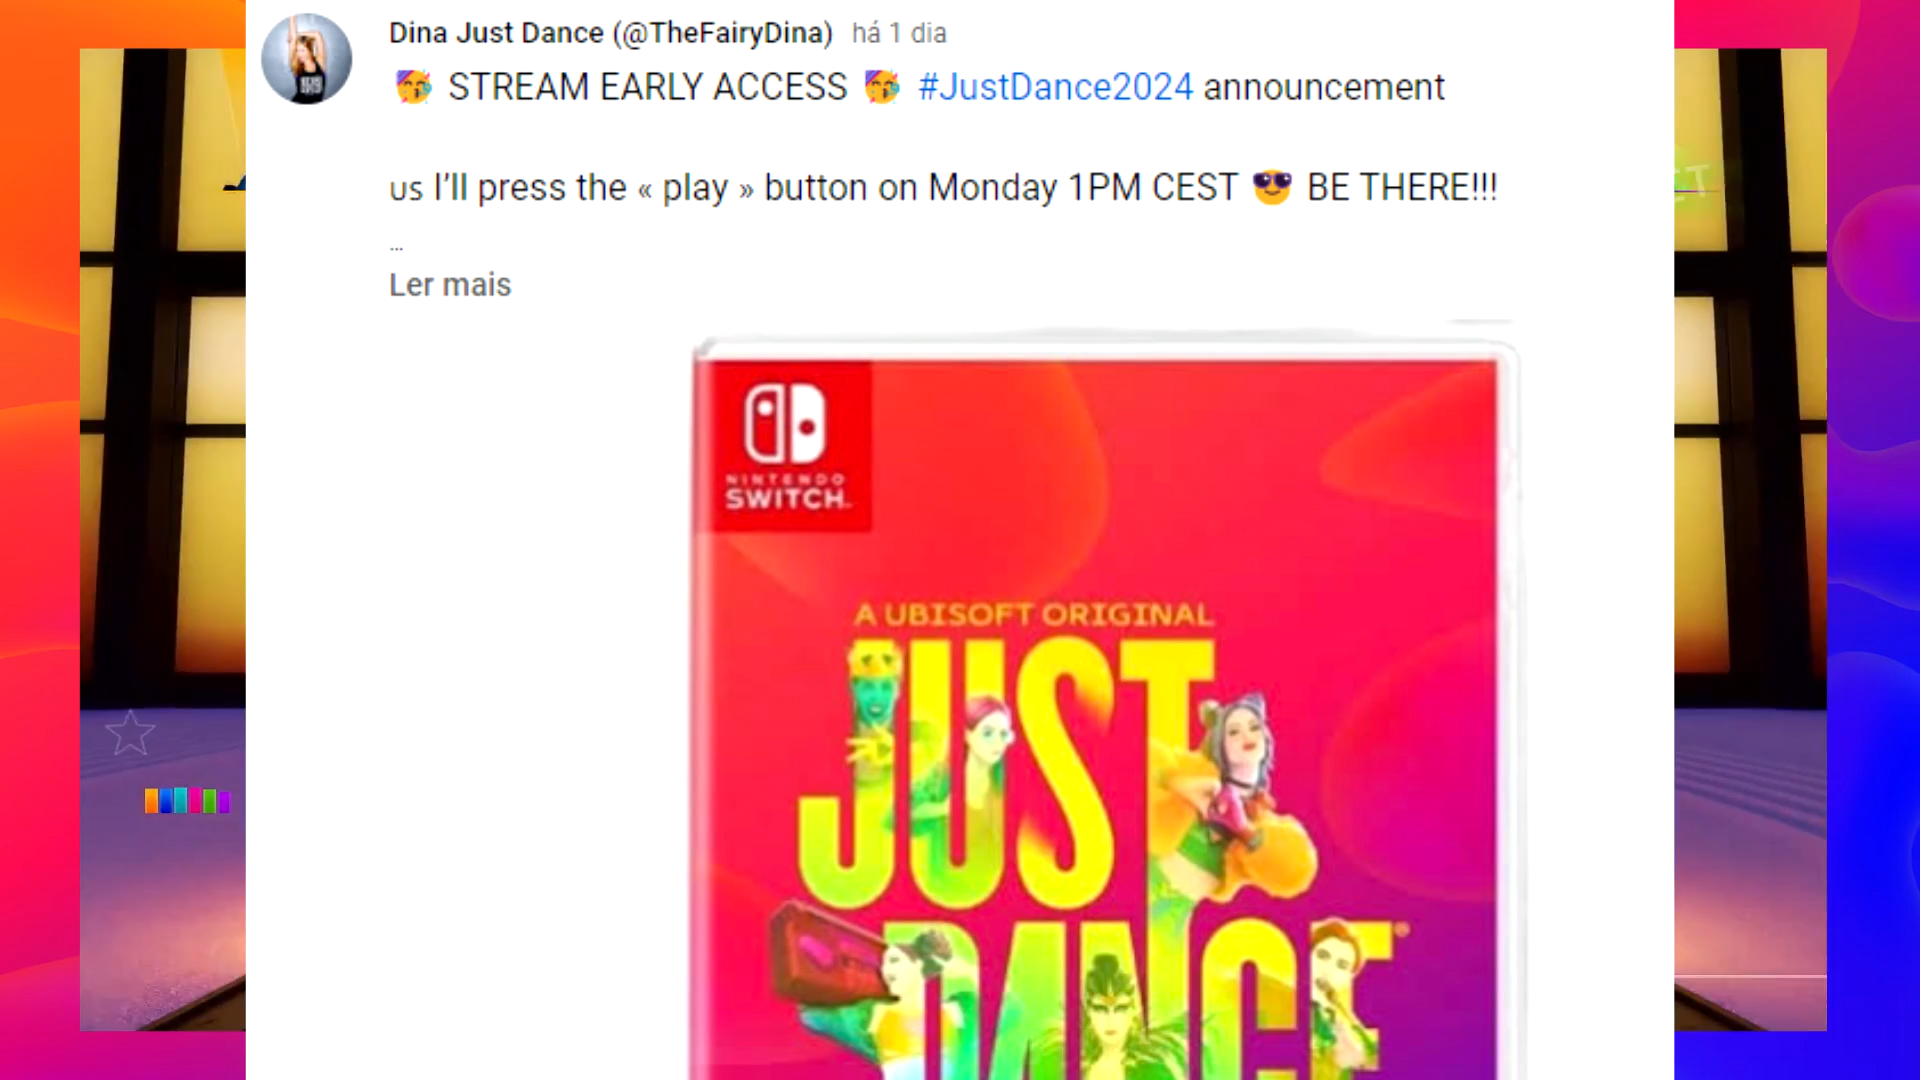 Dina Just Dance (@TheFairyDina) há 1 dia
🥳 STREAM EARLY ACCESS 🥳 #JustDance2024 announcement
us I’ll press the « play » button on Monday 1PM CEST 😎 BE THERE!!!
...
Ler mais
NINTENDO
SWITCH™
A UBISOFT ORIGINAL
JUST
DANCE®